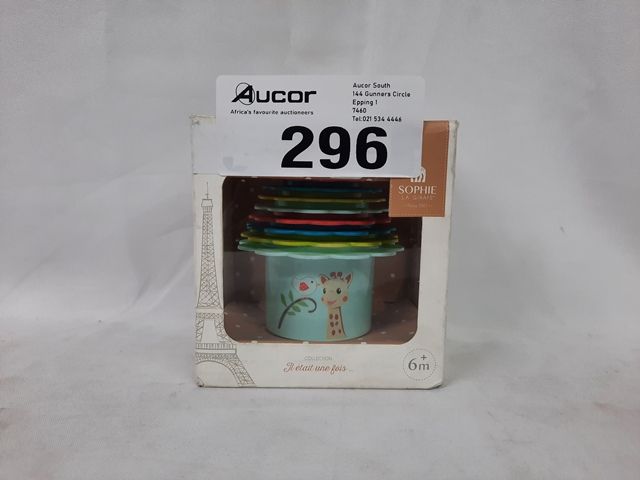 Aucor
Africa's favourite auctioneers
Aucor South
144 Gunners Circle
Epping 1
7460
Tel:021 534 4446
296
SOPHIE
LA GIRAFE
COLLECTION
Il était une fois...
6m+